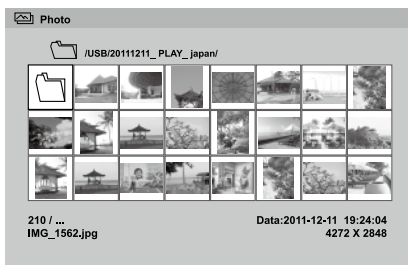 Photo
/USB/20111211_ PLAY_ japan/
210 / ...
Data:2011-12-11 19:24:04
IMG_1562.jpg
4272 X 2848